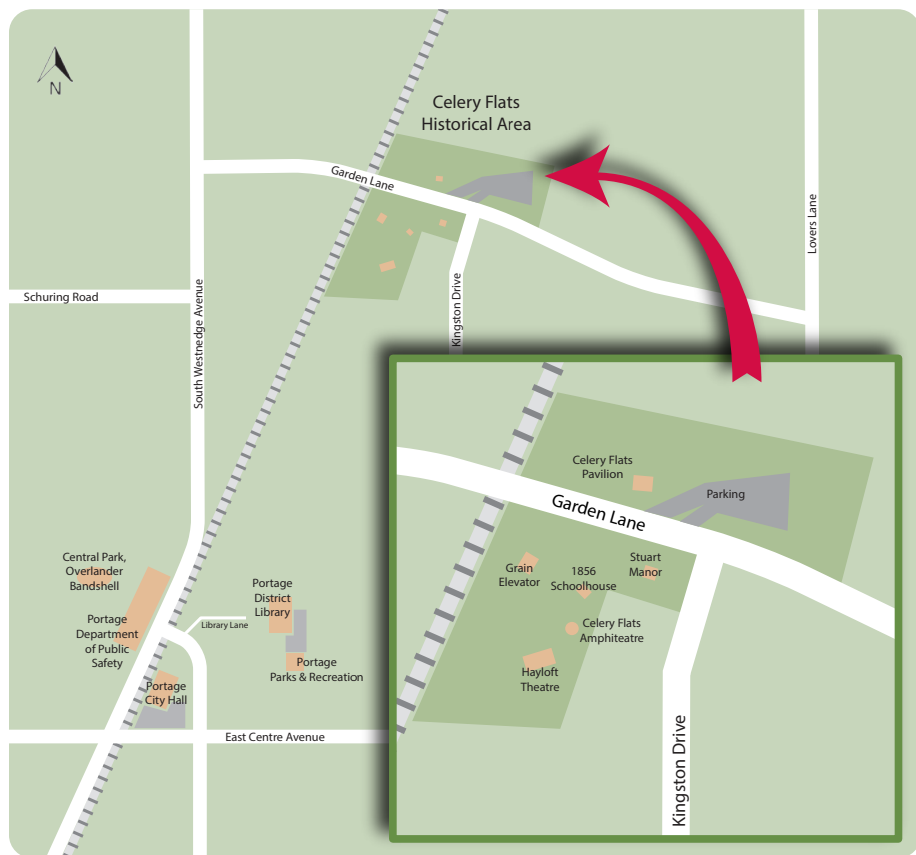 N
Celery Flats
Historical Area
Garden Lane
Lovers Lane
Schuring Road
South Westnedge Avenue
Kingston Drive
Celery Flats
Pavilion
Parking
Garden Lane
Grain
Elevator
1856
Schoolhouse
Stuart
Manor
Celery Flats
Amphiteatre
Hayloft
Theatre
Kingston Drive
Central Park,
Overlander
Bandshell
Portage
Department
of Public
Safety
Portage
District
Library
Library Lane
Portage
Parks & Recreation
Portage
City Hall
East Centre Avenue